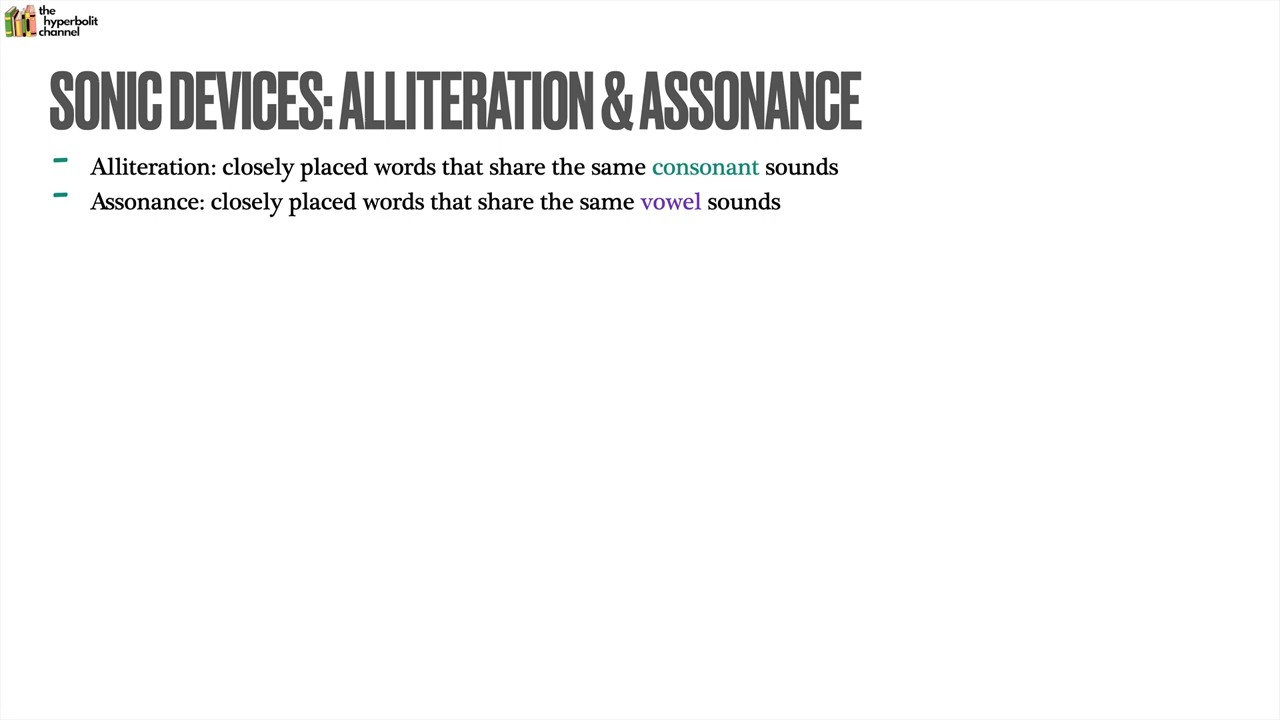 the
hyperbolit
channel
SONIC DEVICES: ALLITERATION & ASSONANCE
- Alliteration: closely placed words that share the same consonant sounds
- Assonance: closely placed words that share the same vowel sounds